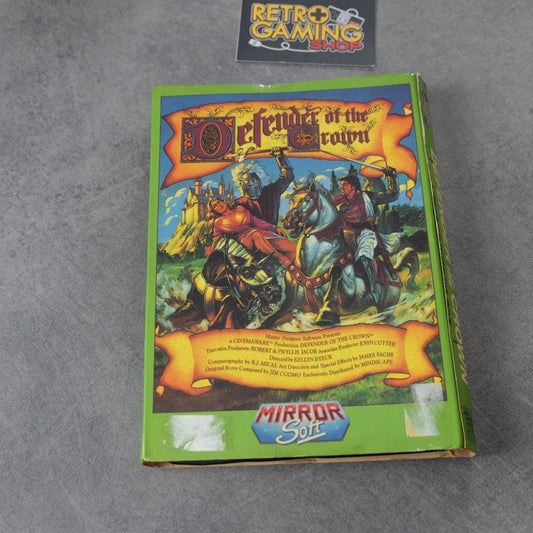 RETRO
GAMING
SHOP
Defender of the
Crown
Master Designer Software Presents
a CINEMAWARE™ Production DEFENDER OF THE CROWN™
Executive Producers ROBERT & PHYLLIS JACOB Associate Producer JOHN CUTTER
Directed by KELLYN BEECK
Computography by R.J. MICAL Art Direction and Special Effects by JAMES SACHS
Original Score Composed by JIM CUOMO Exclusively Distributed by MINDSCAPE
MIRROR
Soft